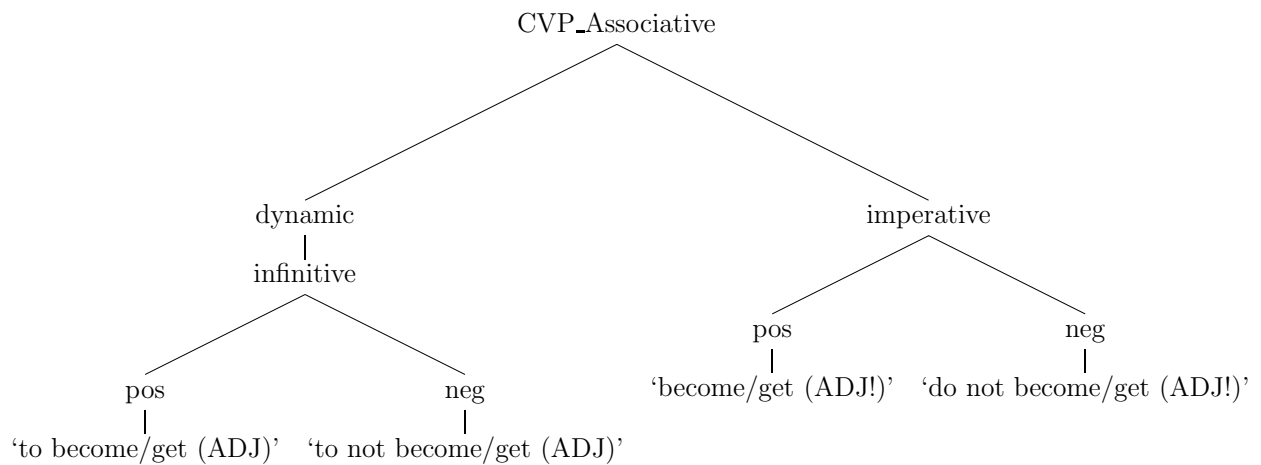 CVP_Associative
dynamic imperative
infinitive
pos neg
‘become/get (ADJ!)’ ‘do not become/get (ADJ!)’
pos neg
‘to become/get (ADJ)’ ‘to not become/get (ADJ)’